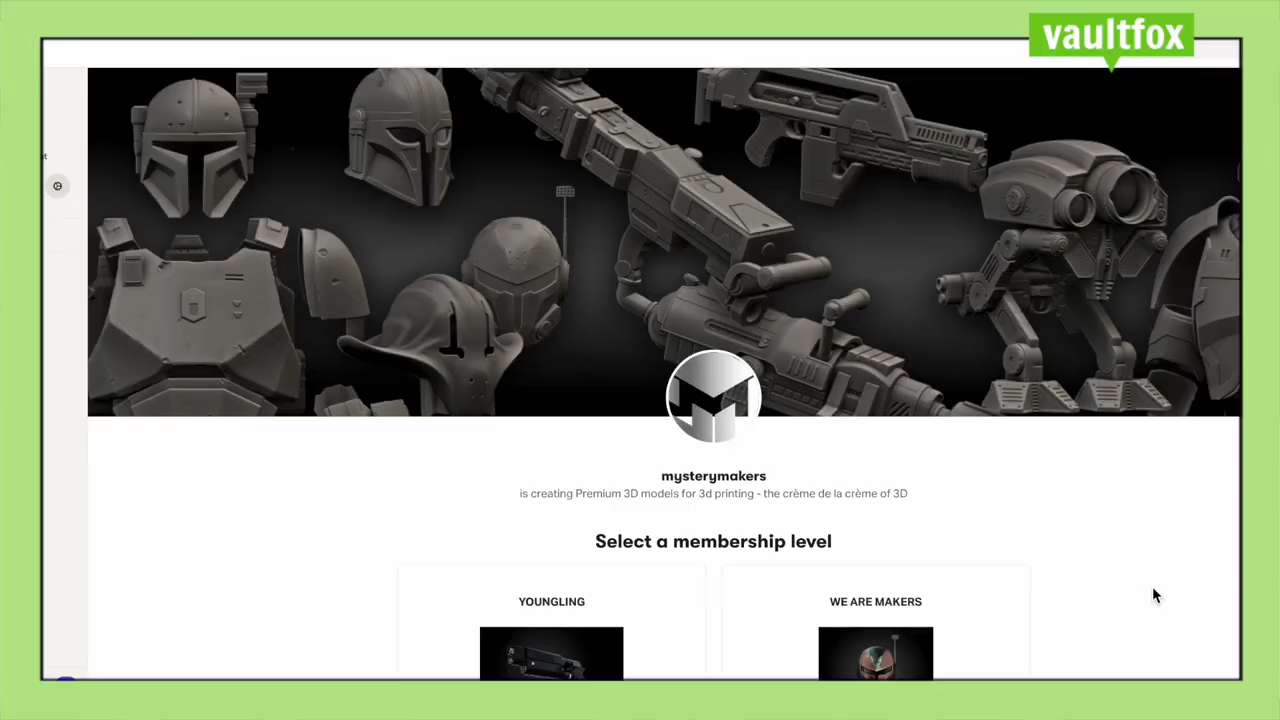 vaultfox
t
mysterymakers
is creating Premium 3D models for 3d printing - the crème de la crème of 3D
Select a membership level
YOUNGLING
WE ARE MAKERS